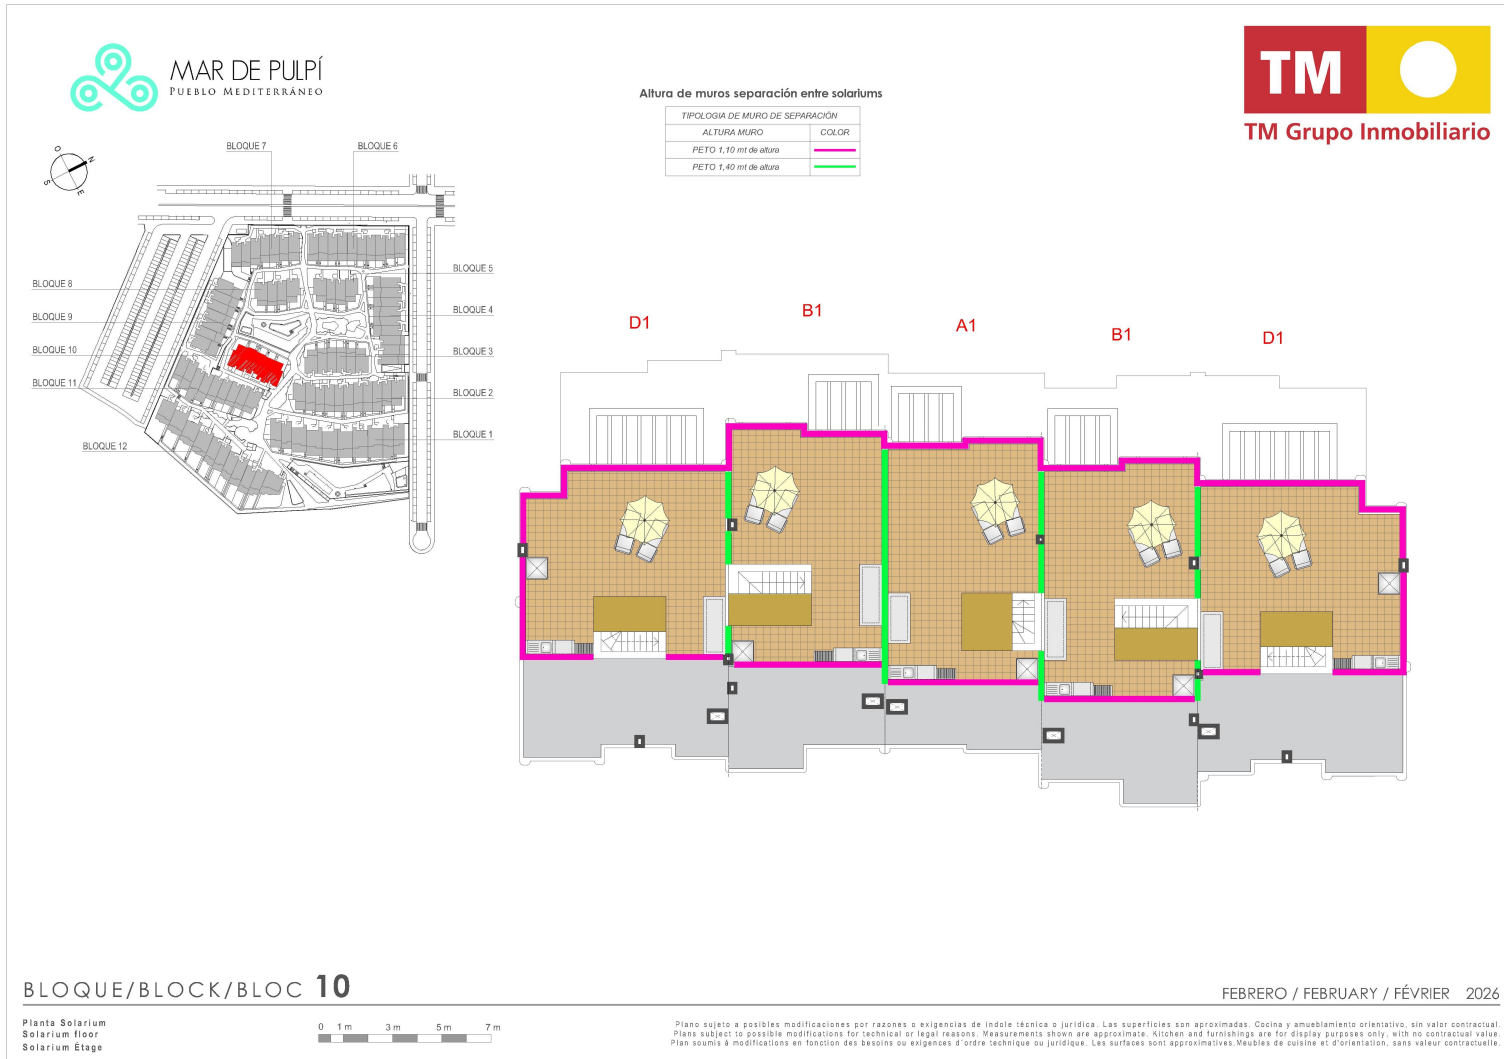 MAR DE PULPÍ
PUEBLO MEDITERRÁNEO
TM
TM Grupo Inmobiliario
Altura de muros separación entre solariums
TIPOLOGIA DE MURO DE SEPARACIÓN
ALTURA MURO COLOR
PETO 1,10 mt de altura
PETO 1,40 mt de altura
O N S E
BLOQUE 7 BLOQUE 6
BLOQUE 5
BLOQUE 8
BLOQUE 4
BLOQUE 9
BLOQUE 10
BLOQUE 3
BLOQUE 11
BLOQUE 2
BLOQUE 1
BLOQUE 12
D1 B1 A1 B1 D1
BLOQUE/BLOCK/BLOC 10
FEBRERO / FEBRUARY / FÉVRIER 2026
Planta Solarium
Solarium floor
Solarium Étage
0 1 m 3 m 5 m 7 m
Plano sujeto a posibles modificaciones por razones o exigencias de indole técnica o jurídica. Las superficies son aproximadas. Cocina y amueblamiento orientativo, sin valor contractual.
Plans subject to possible modifications for technical or legal reasons. Measurements shown are approximate. Kitchen and furnishings are for display purposes only, with no contractual value.
Plan soumis à modifications en fonction des besoins ou exigences d'ordre technique ou juridique. Les surfaces sont approximatives. Meubles de cuisine et d'orientation, sans valeur contractuelle.